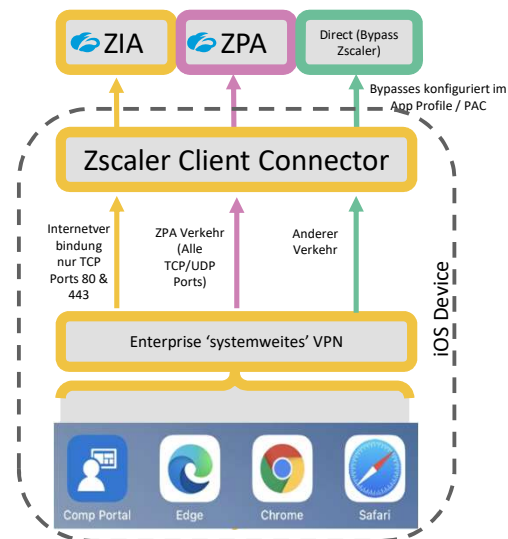 ZIA
ZPA
Direct (Bypass
Zscaler)
Bypasses konfiguriert im
App Profile / PAC
Zscaler Client Connector
Internetver
bindung
nur TCP
Ports 80 &
443
ZPA Verkehr
(Alle
TCP/UDP
Ports)
Anderer
Verkehr
iOS Device
Enterprise ‘systemweites’ VPN
Comp Portal
Edge
Chrome
Safari